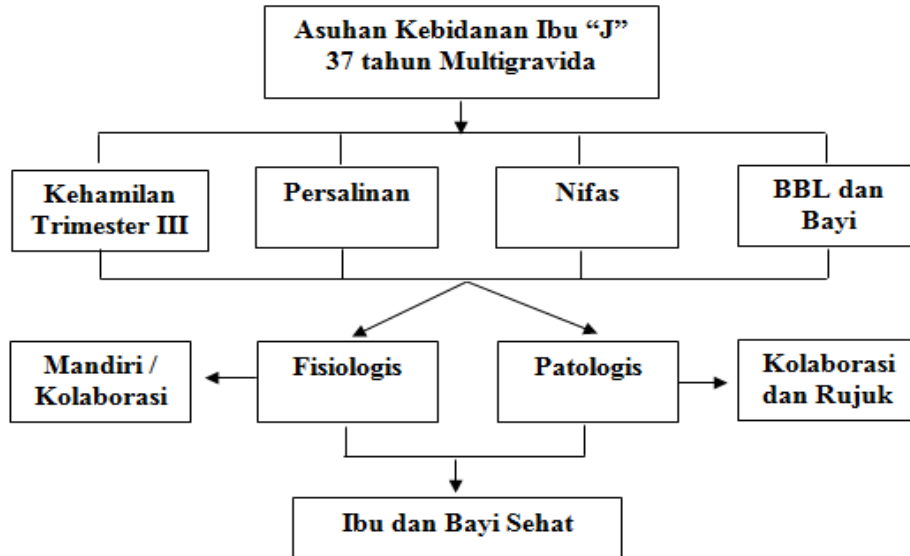 Asuhan Kebidanan Ibu “J”
37 tahun Multigravida
Kehamilan
Trimester III
Persalinan
Nifas
BBL dan
Bayi
Mandiri /
Kolaborasi
Fisiologis
Patologis
Kolaborasi
dan Rujuk
Ibu dan Bayi Sehat